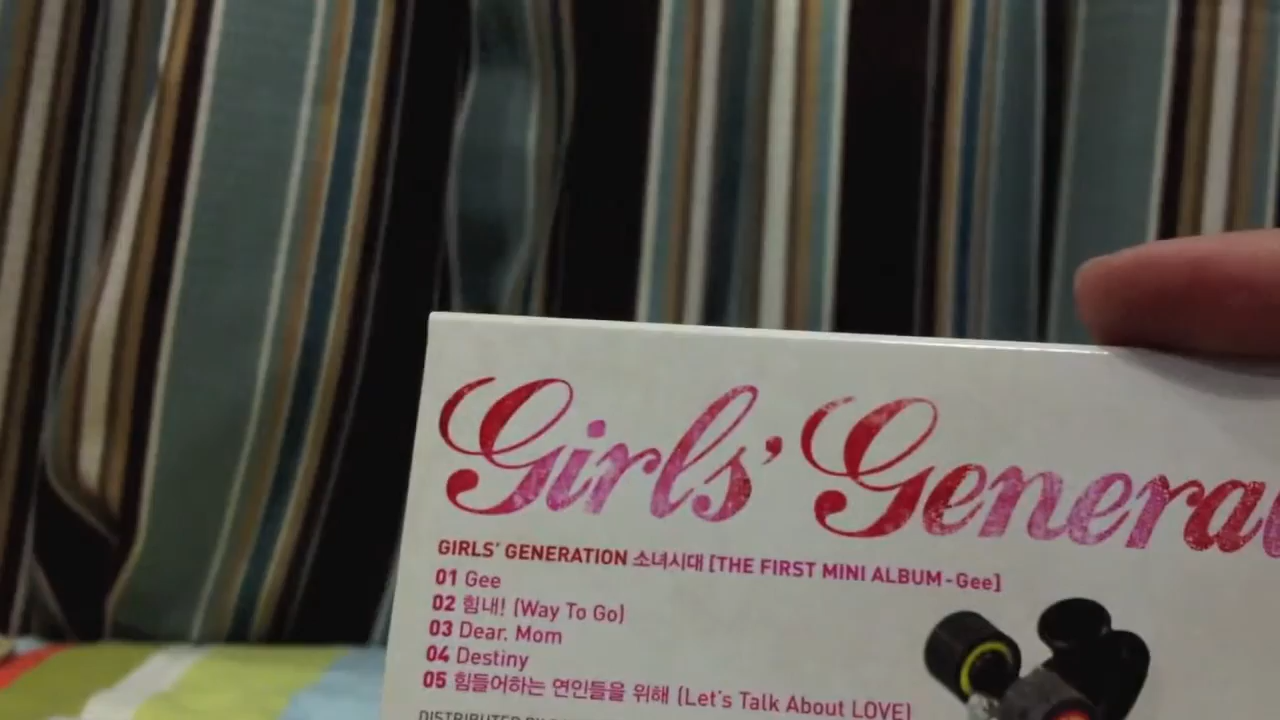 Girls' Genera
GIRLS' GENERATION 소녀시대 [THE FIRST MINI ALBUM-Gee]
01 Gee
02 힘내! (Way To Go)
03 Dear. Mom
04 Destiny
05 힘들어하는 연인들을 위해 (Let's Talk About LOVE)
DISTRIBUTED